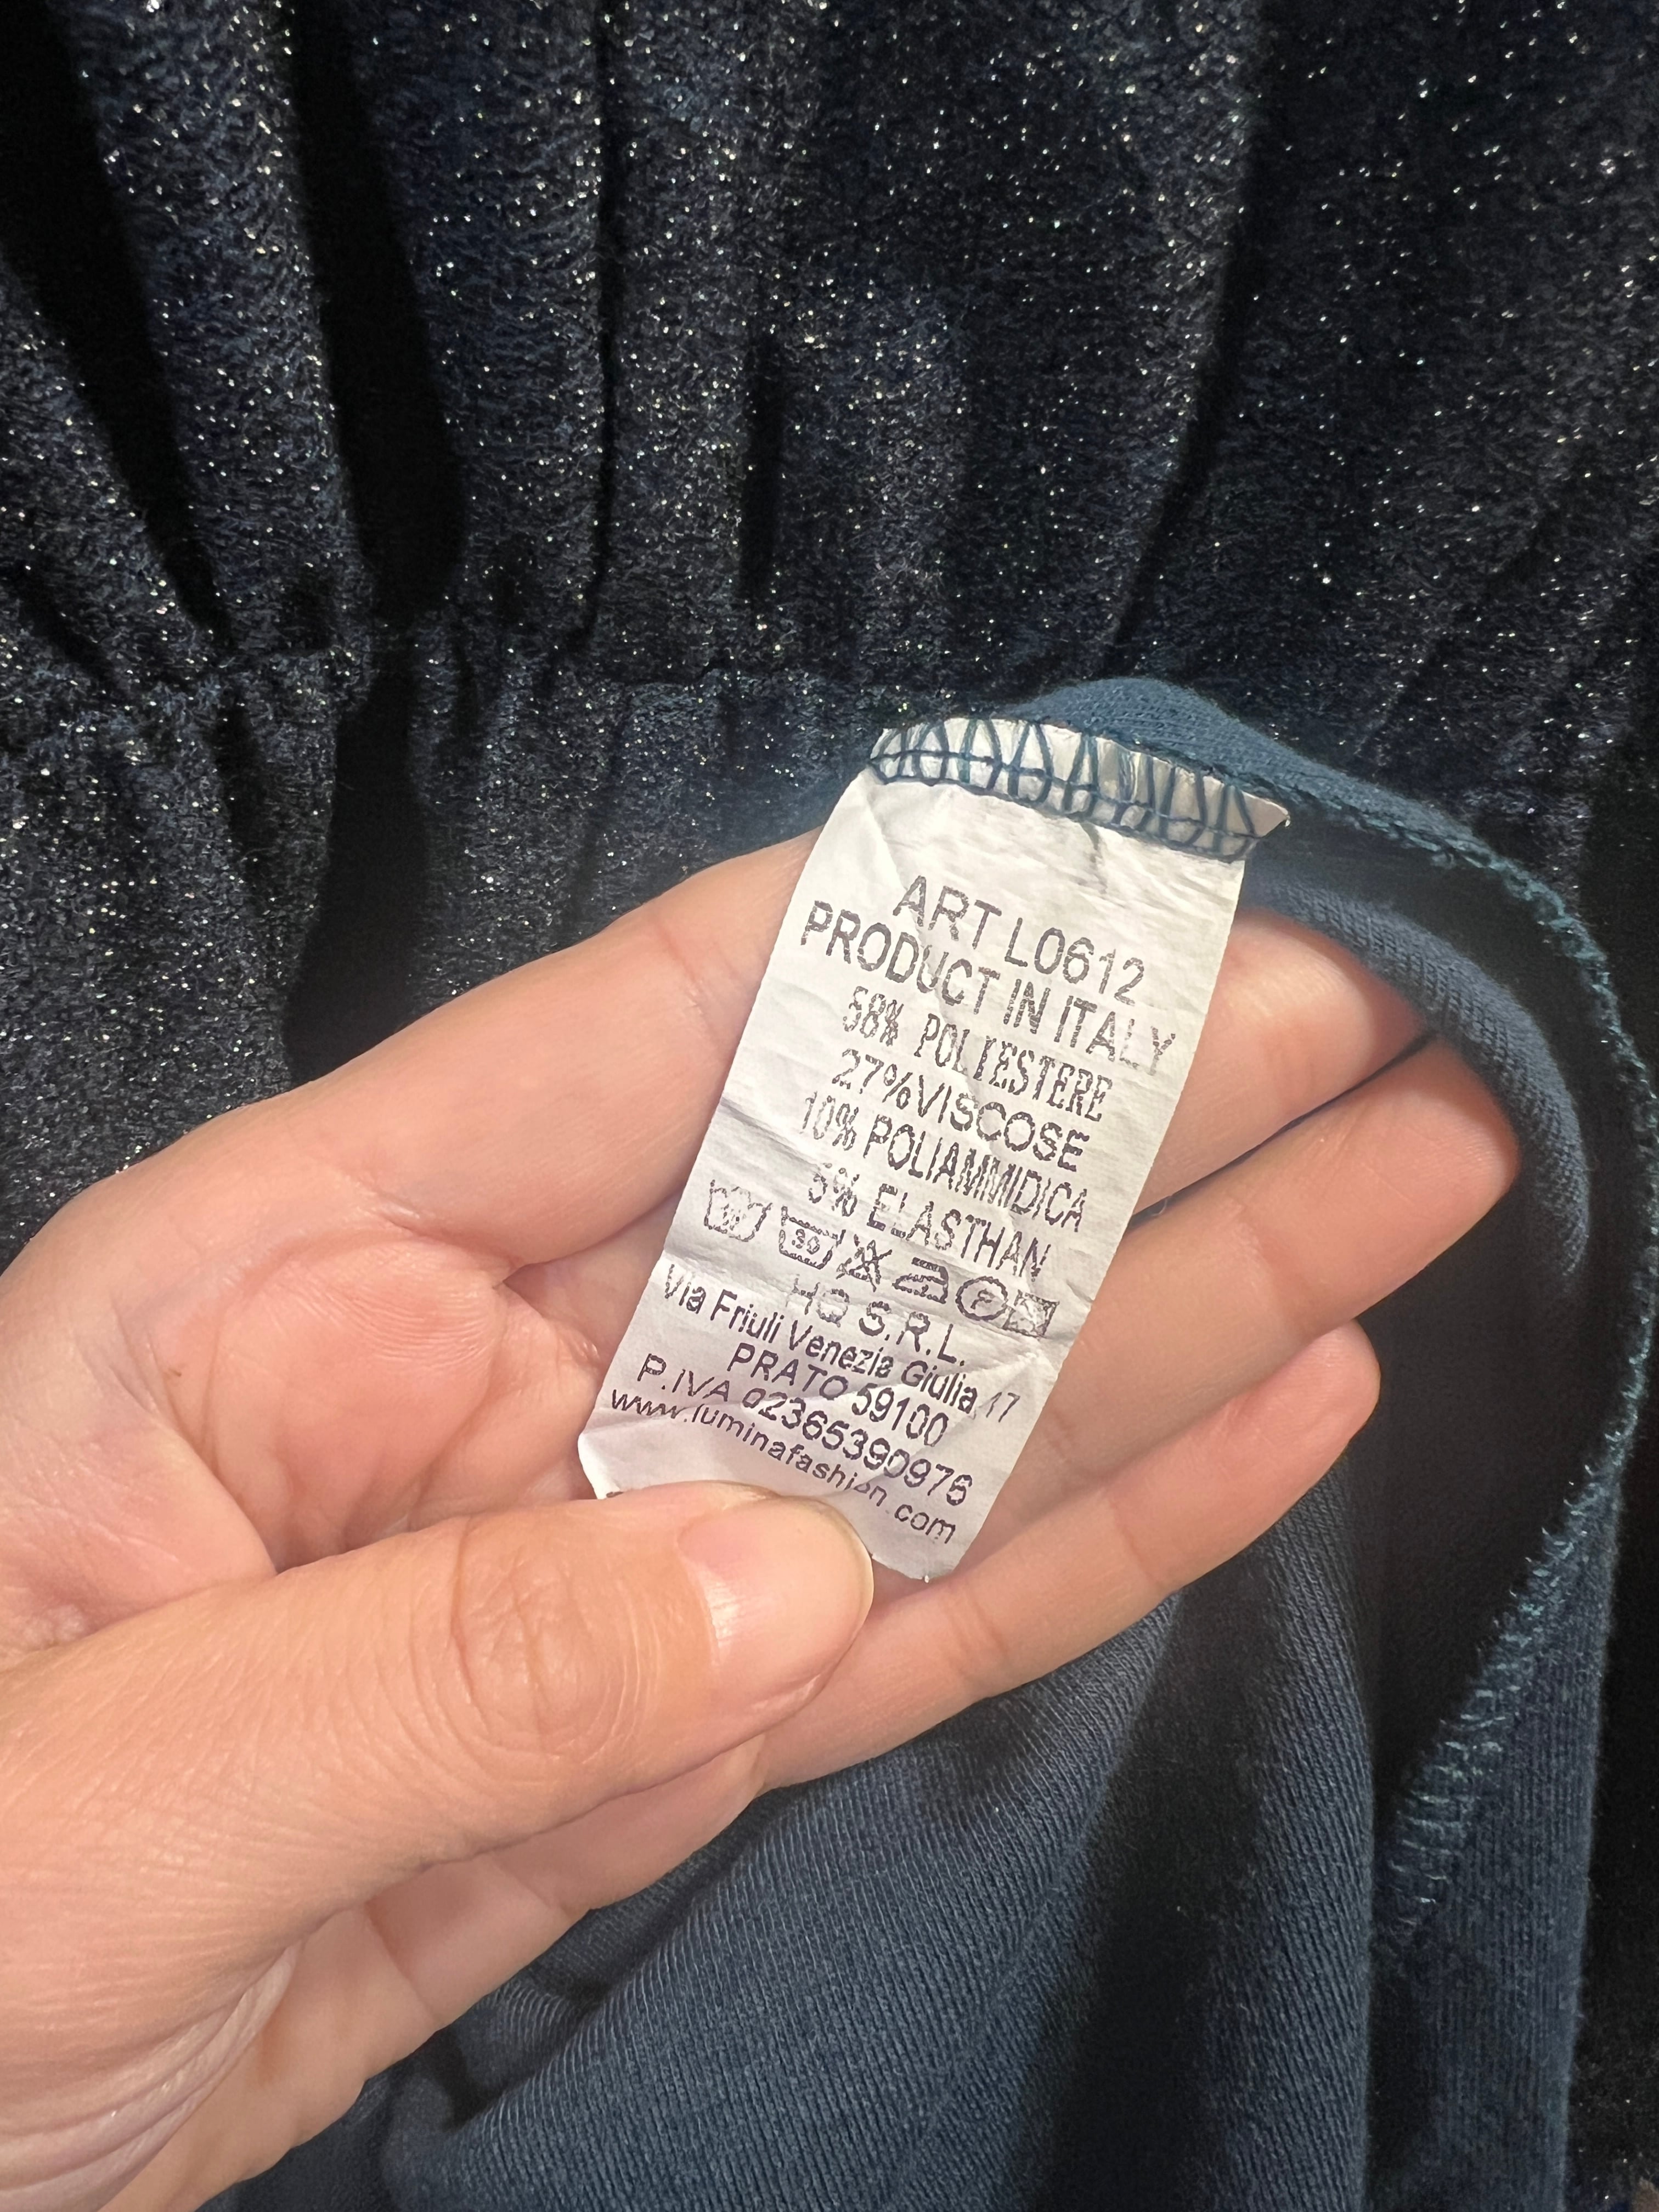 ART L0612
PRODUCT IN ITALY
58% POLIESTERE
27%VISCOSE
10% POLIAMMIDICA
5% ELASTHAN
30
P
HQ S.R.L.
Via Friuli Venezia Giulia 17
PRATO 59100
P.IVA 02365390976
www.luminafashion.com